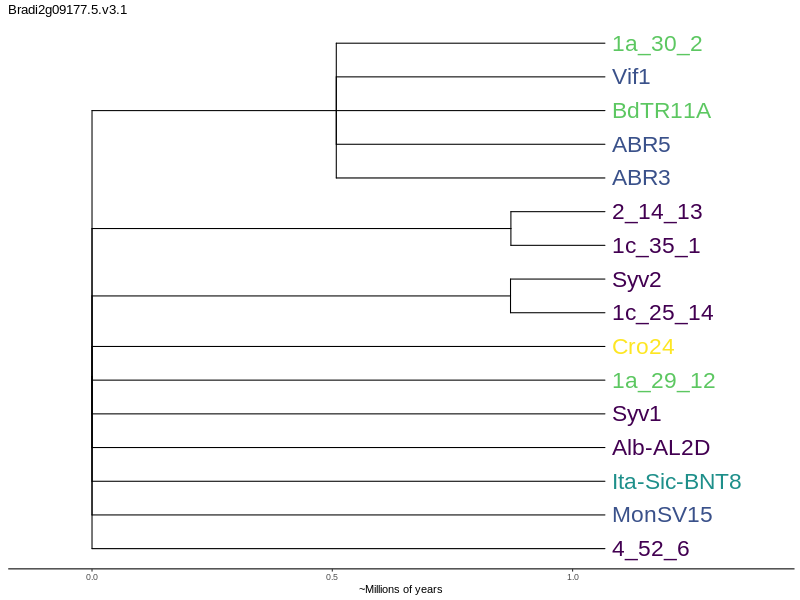 Bradi2g09177.5.v3.1
1a_30_2
Vif1
BdTR11A
ABR5
ABR3
2_14_13
1c_35_1
Syv2
1c_25_14
Cro24
1a_29_12
Syv1
Alb-AL2D
Ita-Sic-BNT8
MonSV15
4_52_6
0.0 0.5 1.0
~Millions of years